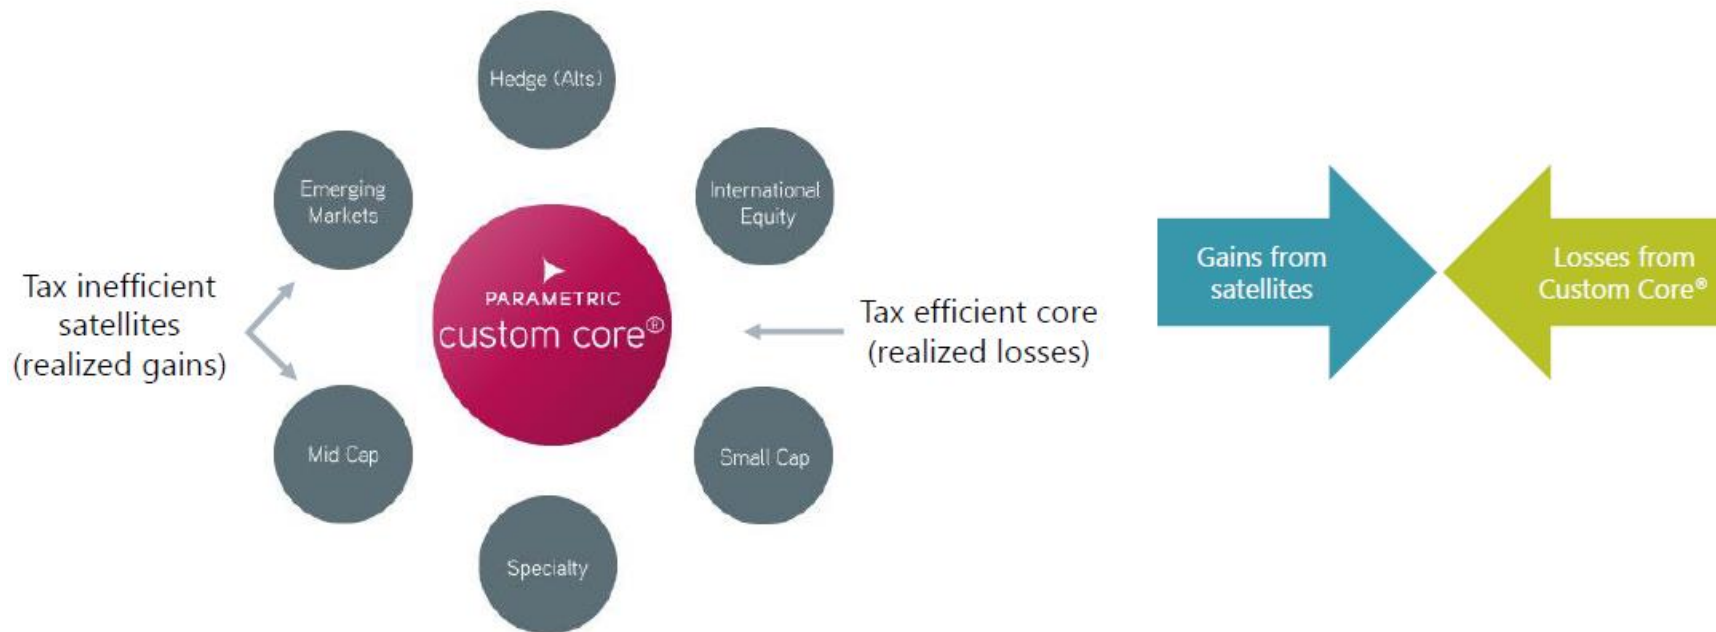 Hedge (Alts)
Emerging
Markets
International
Equity
Tax inefficient
satellites
(realized gains)
PARAMETRIC
custom core®
Tax efficient core
(realized losses)
Mid Cap
Small Cap
Specialty
Gains from
satellites
Losses from
Custom Core®